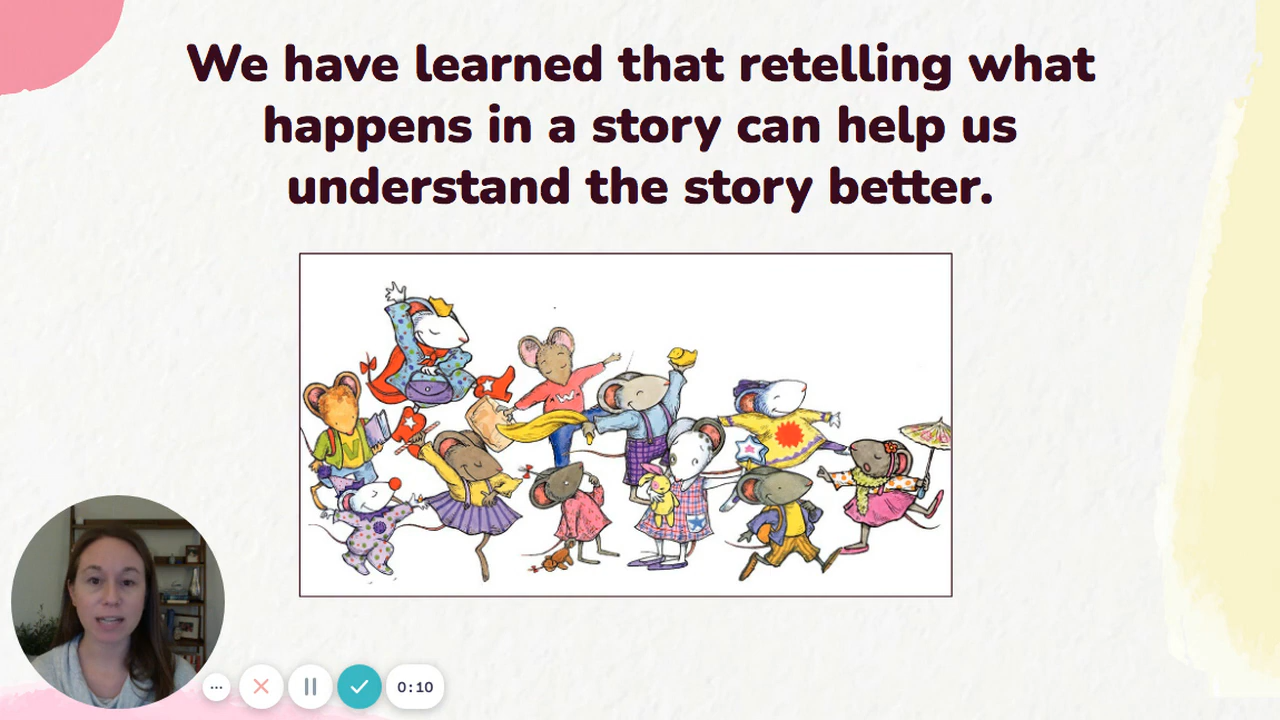 We have learned that retelling what
happens in a story can help us
understand the story better.
0:10